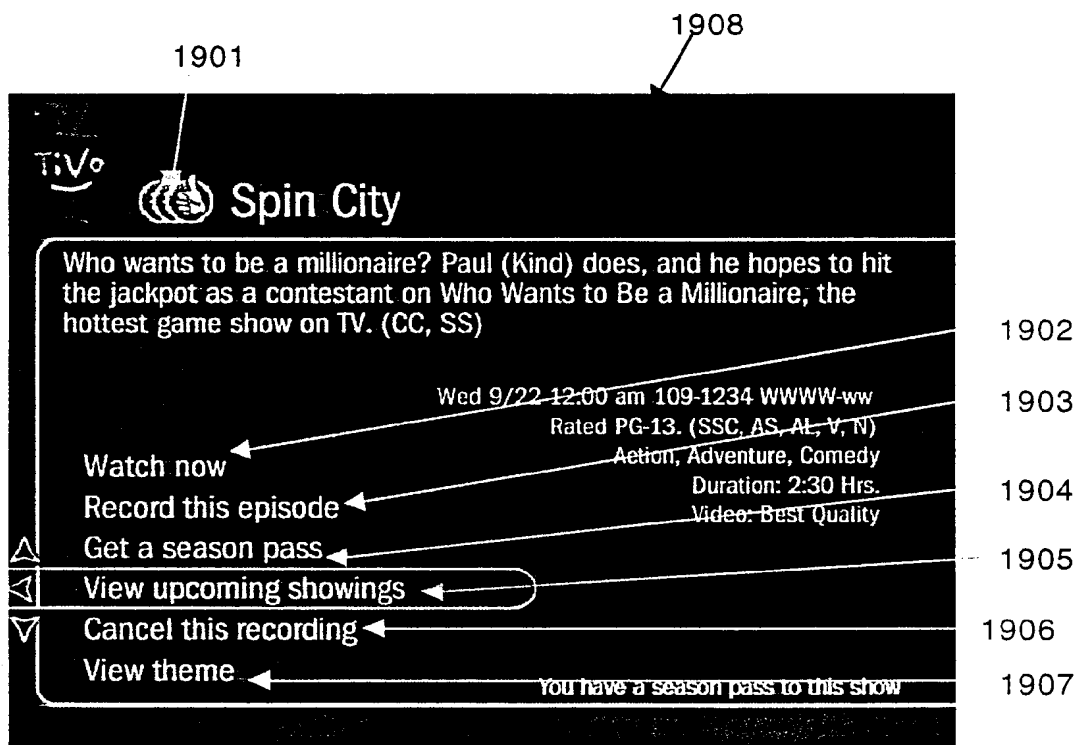 1908
1901
TiVo
Spin City
Who wants to be a millionaire? Paul (Kind) does, and he hopes to hit
the jackpot as a contestant on Who Wants to Be a Millionaire, the
hottest game show on TV. (CC, SS)
1902
Wed 9/22 12:00 am 109-1234 WWWW-ww
1903
Rated PG-13. (SSC, AS, AL, V, N)
Watch now
Action, Adventure, Comedy
Duration: 2:30 Hrs.
1904
Record this episode
Video: Best Quality
Get a season pass
1905
View upcoming showings
Cancel this recording
1906
View theme
1907
You have a season pass to this show